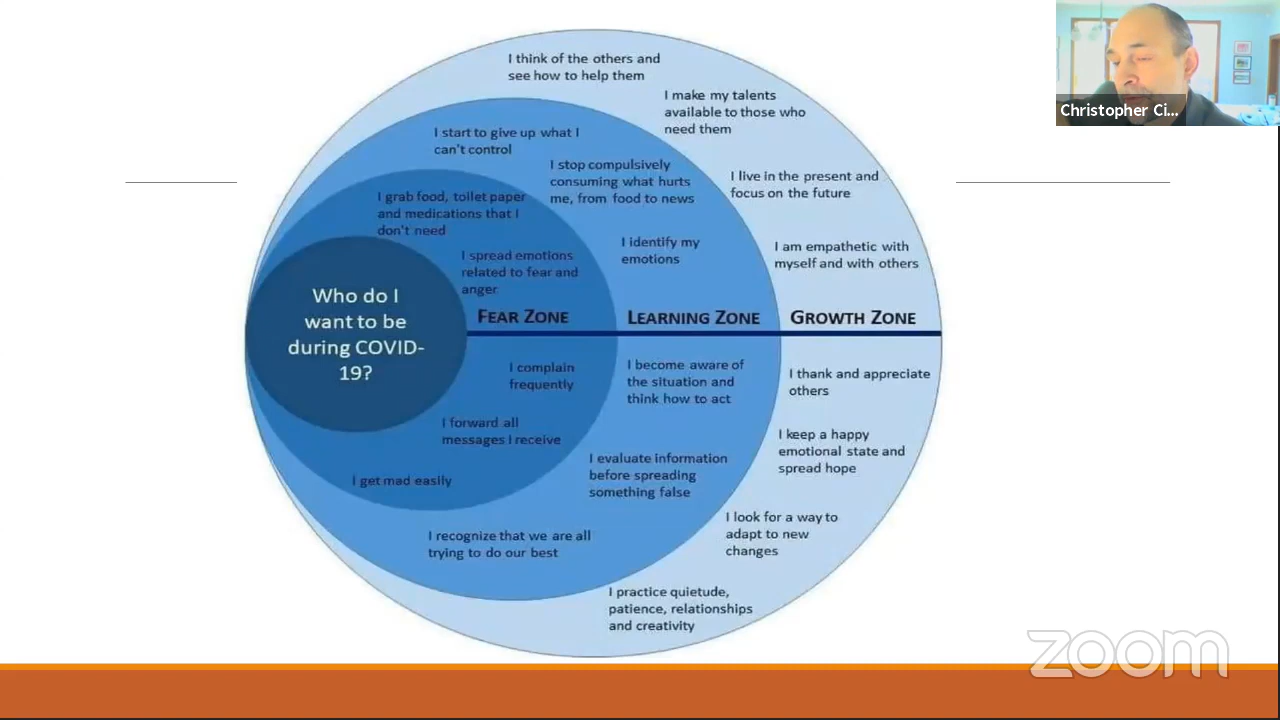 I think of the others and
see how to help them
I make my talents
available to those who
need them
I start to give up what I
can't control
I stop compulsively
consuming what hurts
me, from food to news
I live in the present and
focus on the future
I grab food, toilet paper
and medications that I
don't need
I identify my
emotions
I am empathetic with
myself and with others
I spread emotions
related to fear and
anger
Who do I
want to be
during COVID-
19?
FEAR ZONE
LEARNING ZONE
GROWTH ZONE
I complain
frequently
I become aware of
the situation and
think how to act
I thank and appreciate
others
I forward all
messages I receive
I keep a happy
emotional state and
spread hope
I evaluate information
before spreading
something false
I get mad easily
I look for a way to
adapt to new
changes
I recognize that we are all
trying to do our best
I practice quietude,
patience, relationships
and creativity
Christopher Ci...
zoom